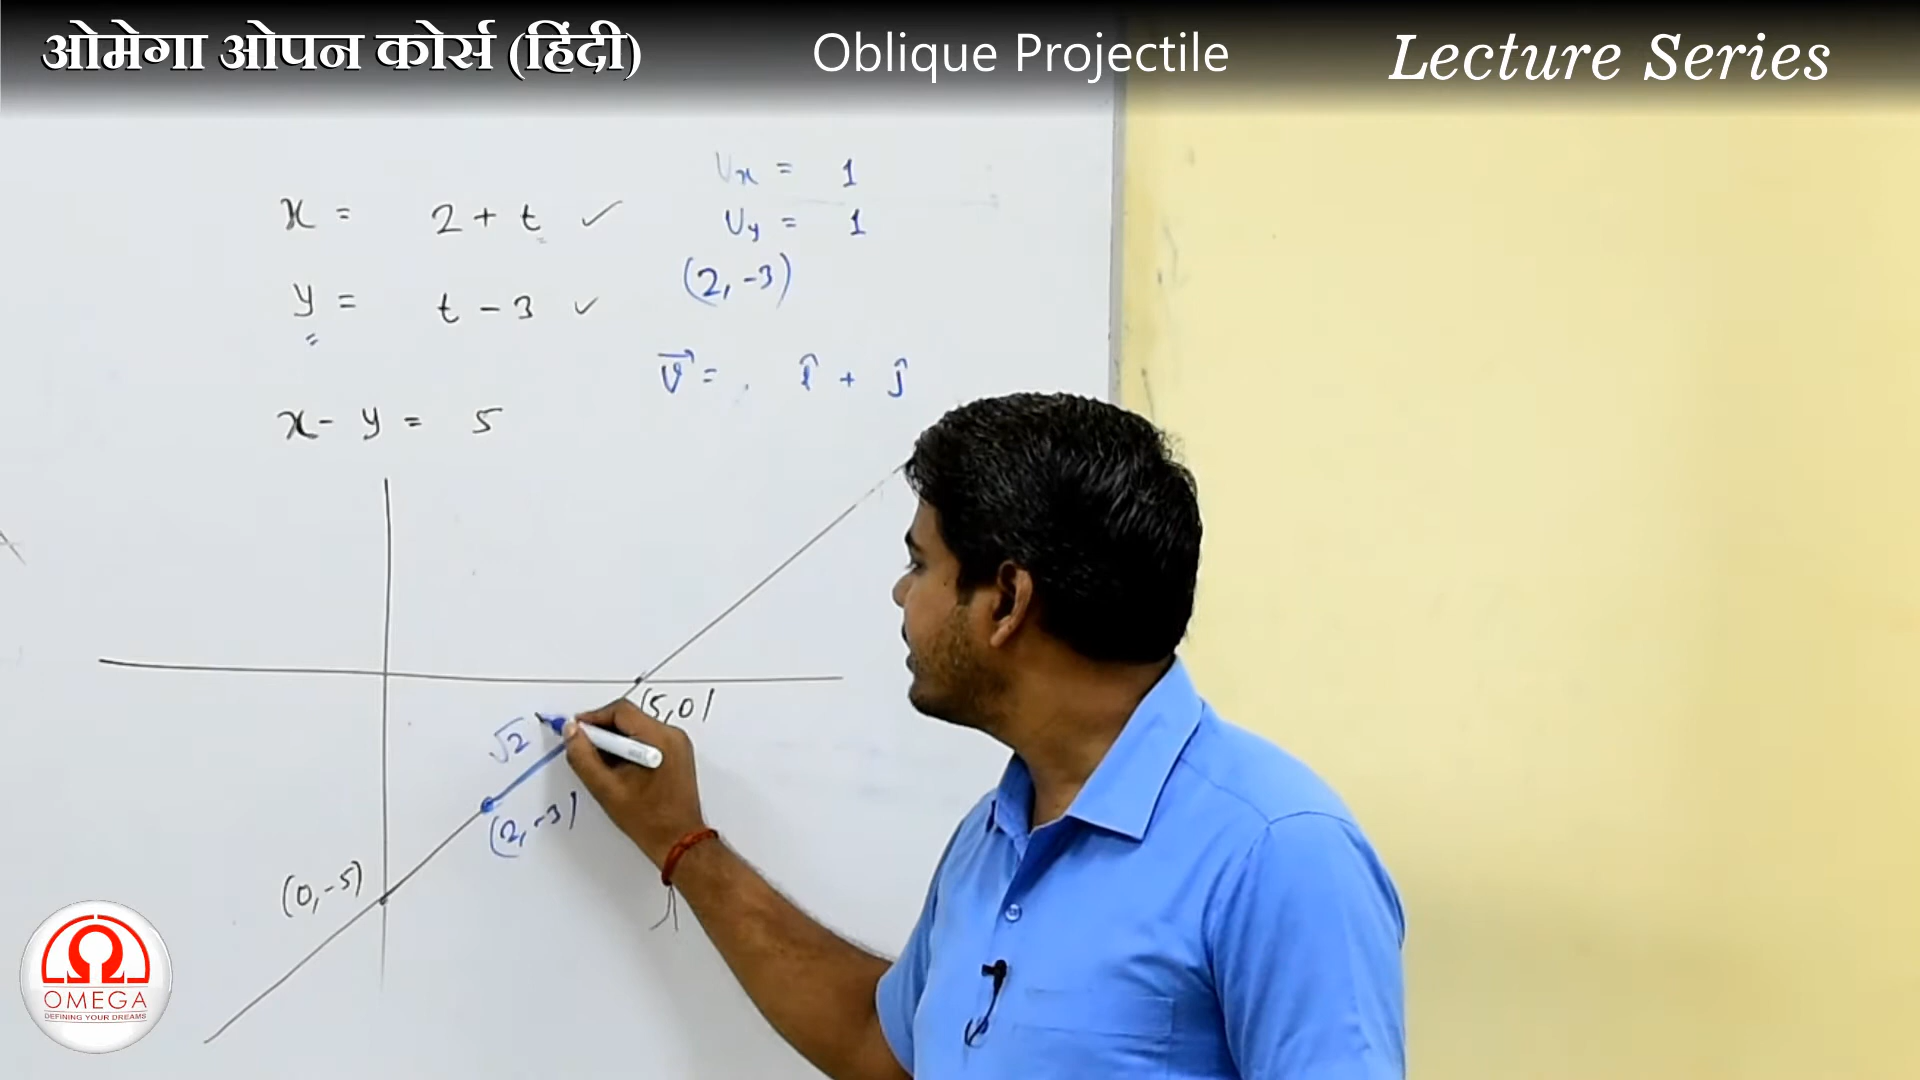 ओमेगा ओपन कोर्स (हिंदी) Oblique Projectile Lecture Series
x = 2 + t ✓
y = t - 3 ✓
x - y = 5
Vx = 1
Vy = 1
(2, -3)
V⃗ = î + ĵ
(5,0)
√2
(2, -3)
(0, -5)
OMEGA
DEFINING YOUR DREAMS